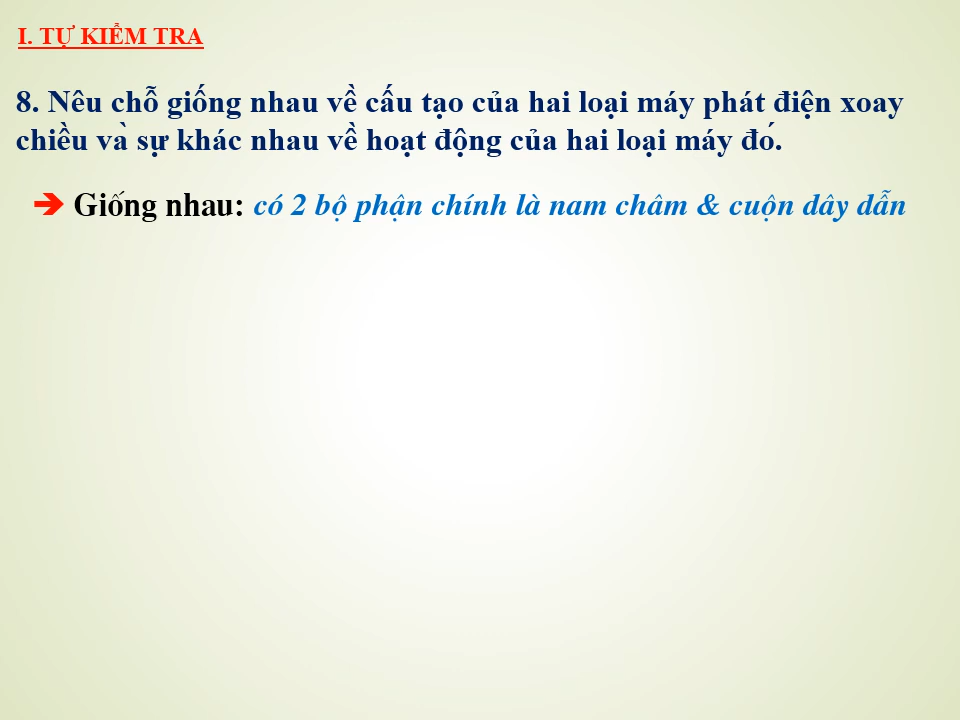 I. TỰ KIỂM TRA
8. Nêu chỗ giống nhau về cấu tạo của hai loại máy phát điện xoay
chiều và sự khác nhau về hoạt động của hai loại máy đó.
➔ Giống nhau: có 2 bộ phận chính là nam châm & cuộn dây dẫn